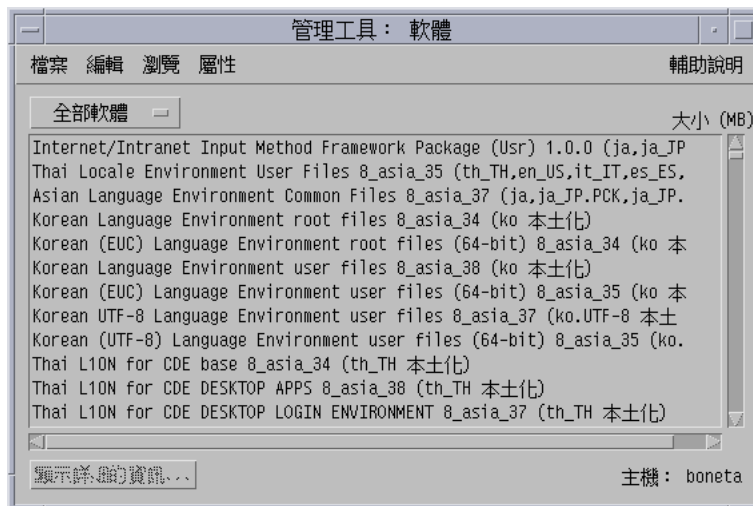 管理工具： 軟體
檔案 編輯 瀏覽 屬性 輔助說明
全部軟體 大小 (MB)
Internet/Intranet Input Method Framework Package (Usr) 1.0.0 (ja,ja_JP
Thai Locale Environment User Files 8_asia_35 (th_TH,en_US,it_IT,es_ES,
Asian Language Environment Common Files 8_asia_37 (ja,ja_JP.PCK,ja_JP.
Korean Language Environment root files 8_asia_34 (ko 本土化)
Korean (EUC) Language Environment root files (64-bit) 8_asia_34 (ko 本
Korean Language Environment user files 8_asia_38 (ko 本土化)
Korean (EUC) Language Environment user files (64-bit) 8_asia_35 (ko 本
Korean UTF-8 Language Environment user files 8_asia_37 (ko.UTF-8 本土
Korean (UTF-8) Language Environment user files (64-bit) 8_asia_35 (ko.
Thai L10N for CDE base 8_asia_34 (th_TH 本土化)
Thai L10N for CDE DESKTOP APPS 8_asia_38 (th_TH 本土化)
Thai L10N for CDE DESKTOP LOGIN ENVIRONMENT 8_asia_37 (th_TH 本土化)
顯示詳細的資訊... 主機： boneta